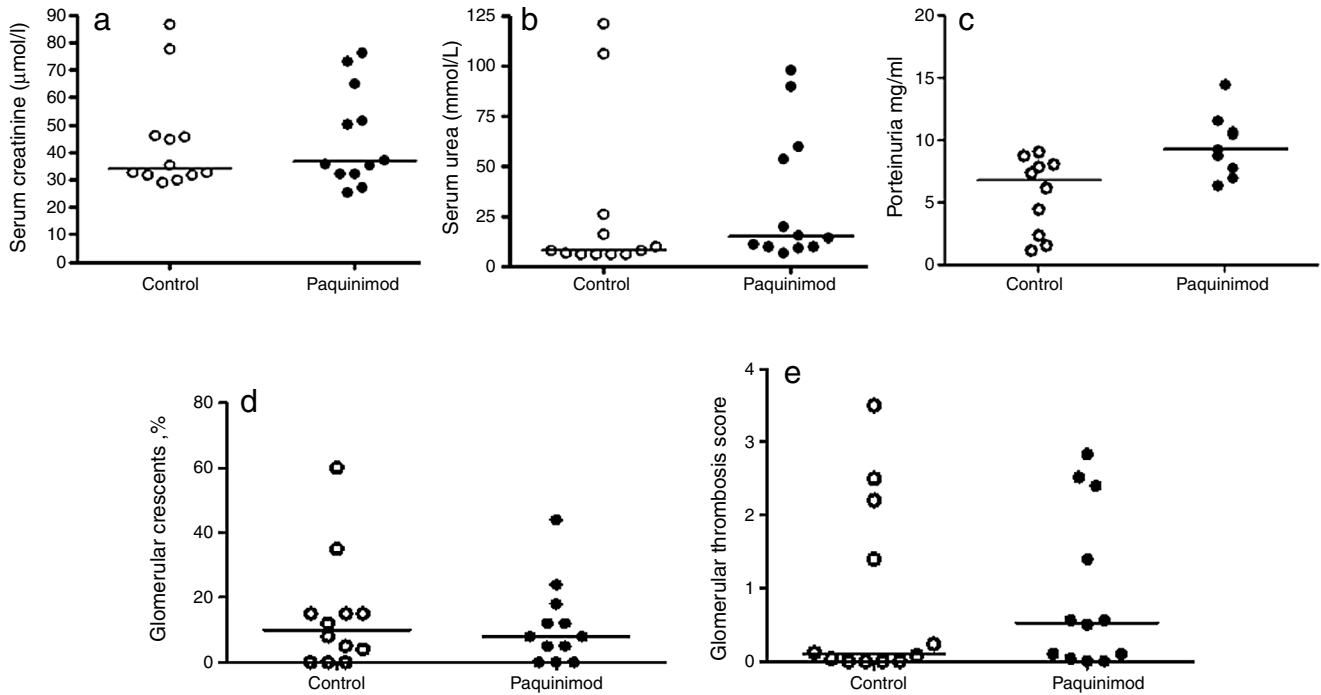 a
Serum creatinine (μmol/l)
90
80
70
60
50
40
30
20
10
0
Control
Paquinimod
b
Serum urea (mmol/L)
125
100
75
50
25
0
Control
Paquinimod
c
Porteinuria mg/ml
20
15
10
5
0
Control
Paquinimod
d
Glomerular crescents ,%
80
60
40
20
0
Control
Paquinimod
e
Glomerular thrombosis score
4
3
2
1
0
Control
Paquinimod